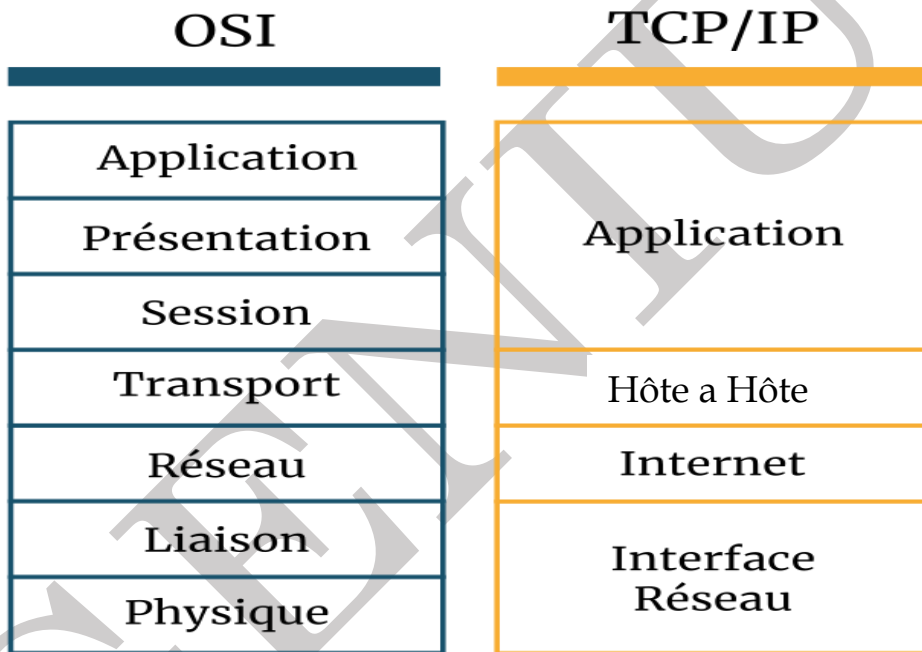 OSI
TCP/IP
Application
Présentation
Session
Transport
Réseau
Liaison
Physique
Application
Hôte a Hôte
Internet
Interface
Réseau